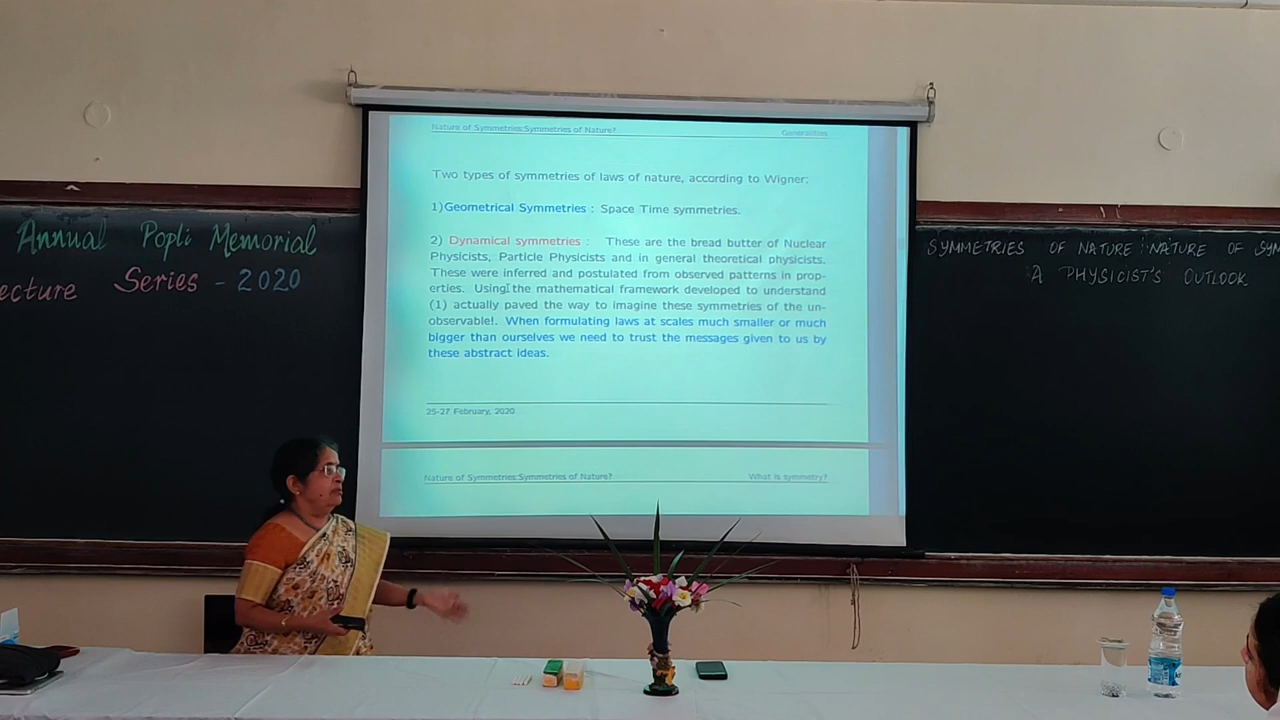 Annual Popli Memorial
ecture Series - 2020
Nature of Symmetries:Symmetries of Nature?
Generalities
Two types of symmetries of laws of nature, according to Wigner:
1)Geometrical Symmetries : Space Time symmetries.
2) Dynamical symmetries : These are the bread butter of Nuclear
Physicists, Particle Physicists and in general theoretical physicists.
These were inferred and postulated from observed patterns in prop-
erties. Using the mathematical framework developed to understand
(1) actually paved the way to imagine these symmetries of the un-
observable!. When formulating laws at scales much smaller or much
bigger than ourselves we need to trust the messages given to us by
these abstract ideas.
25-27 February, 2020
Nature of Symmetries:Symmetries of Nature?
What is symmetry?
SYMMETRIES OF NATURE : NATURE OF SYM
: A PHYSICIST'S OUTLOOK